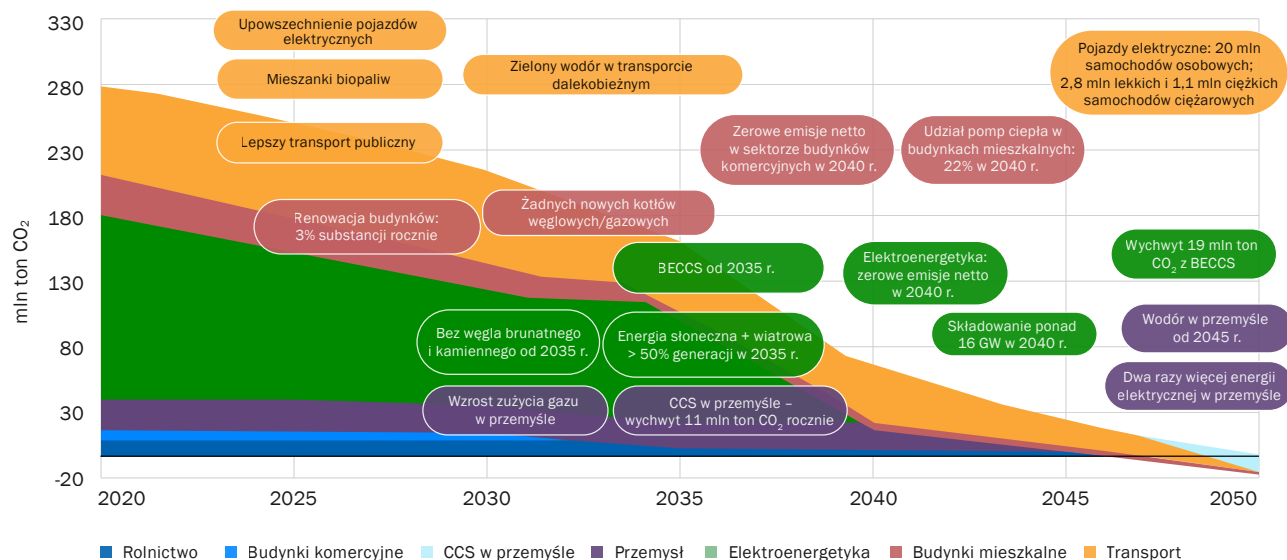 330
280
230
180
130
80
30
-20
mln ton CO₂
Upowszechnienie pojazdów
elektrycznych
Mieszanki biopaliw
Lepszy transport publiczny
Zielony wodór w transporcie
dalekobieżnym
Pojazdy elektryczne: 20 mln
samochodów osobowych;
2,8 mln lekkich i 1,1 mln ciężkich
samochodów ciężarowych
Zerowe emisje netto
w sektorze budynków
komercyjnych w 2040 r.
Udział pomp ciepła w
budynkach mieszkalnych:
22% w 2040 r.
Renowacja budynków:
3% substancji rocznie
Żadnych nowych kotłów
węglowych/gazowych
BECCS od 2035 r.
Elektroenergetyka:
zerowe emisje netto
w 2040 r.
Wychwyt 19 mln ton
CO₂ z BECCS
Bez węgla brunatnego
i kamiennego od 2035 r.
Energia słoneczna + wiatrowa
> 50% generacji w 2035 r.
Składowanie ponad
16 GW w 2040 r.
Wodór w przemyśle
od 2045 r.
Wzrost zużycia gazu
w przemyśle
CCS w przemyśle –
wychwyt 11 mln ton CO₂ rocznie
Dwa razy więcej energii
elektrycznej w przemyśle
2020 2025 2030 2035 2040 2045 2050
Rolnictwo Budynki komercyjne CCS w przemyśle Przemysł Elektroenergetyka Budynki mieszkalne Transport